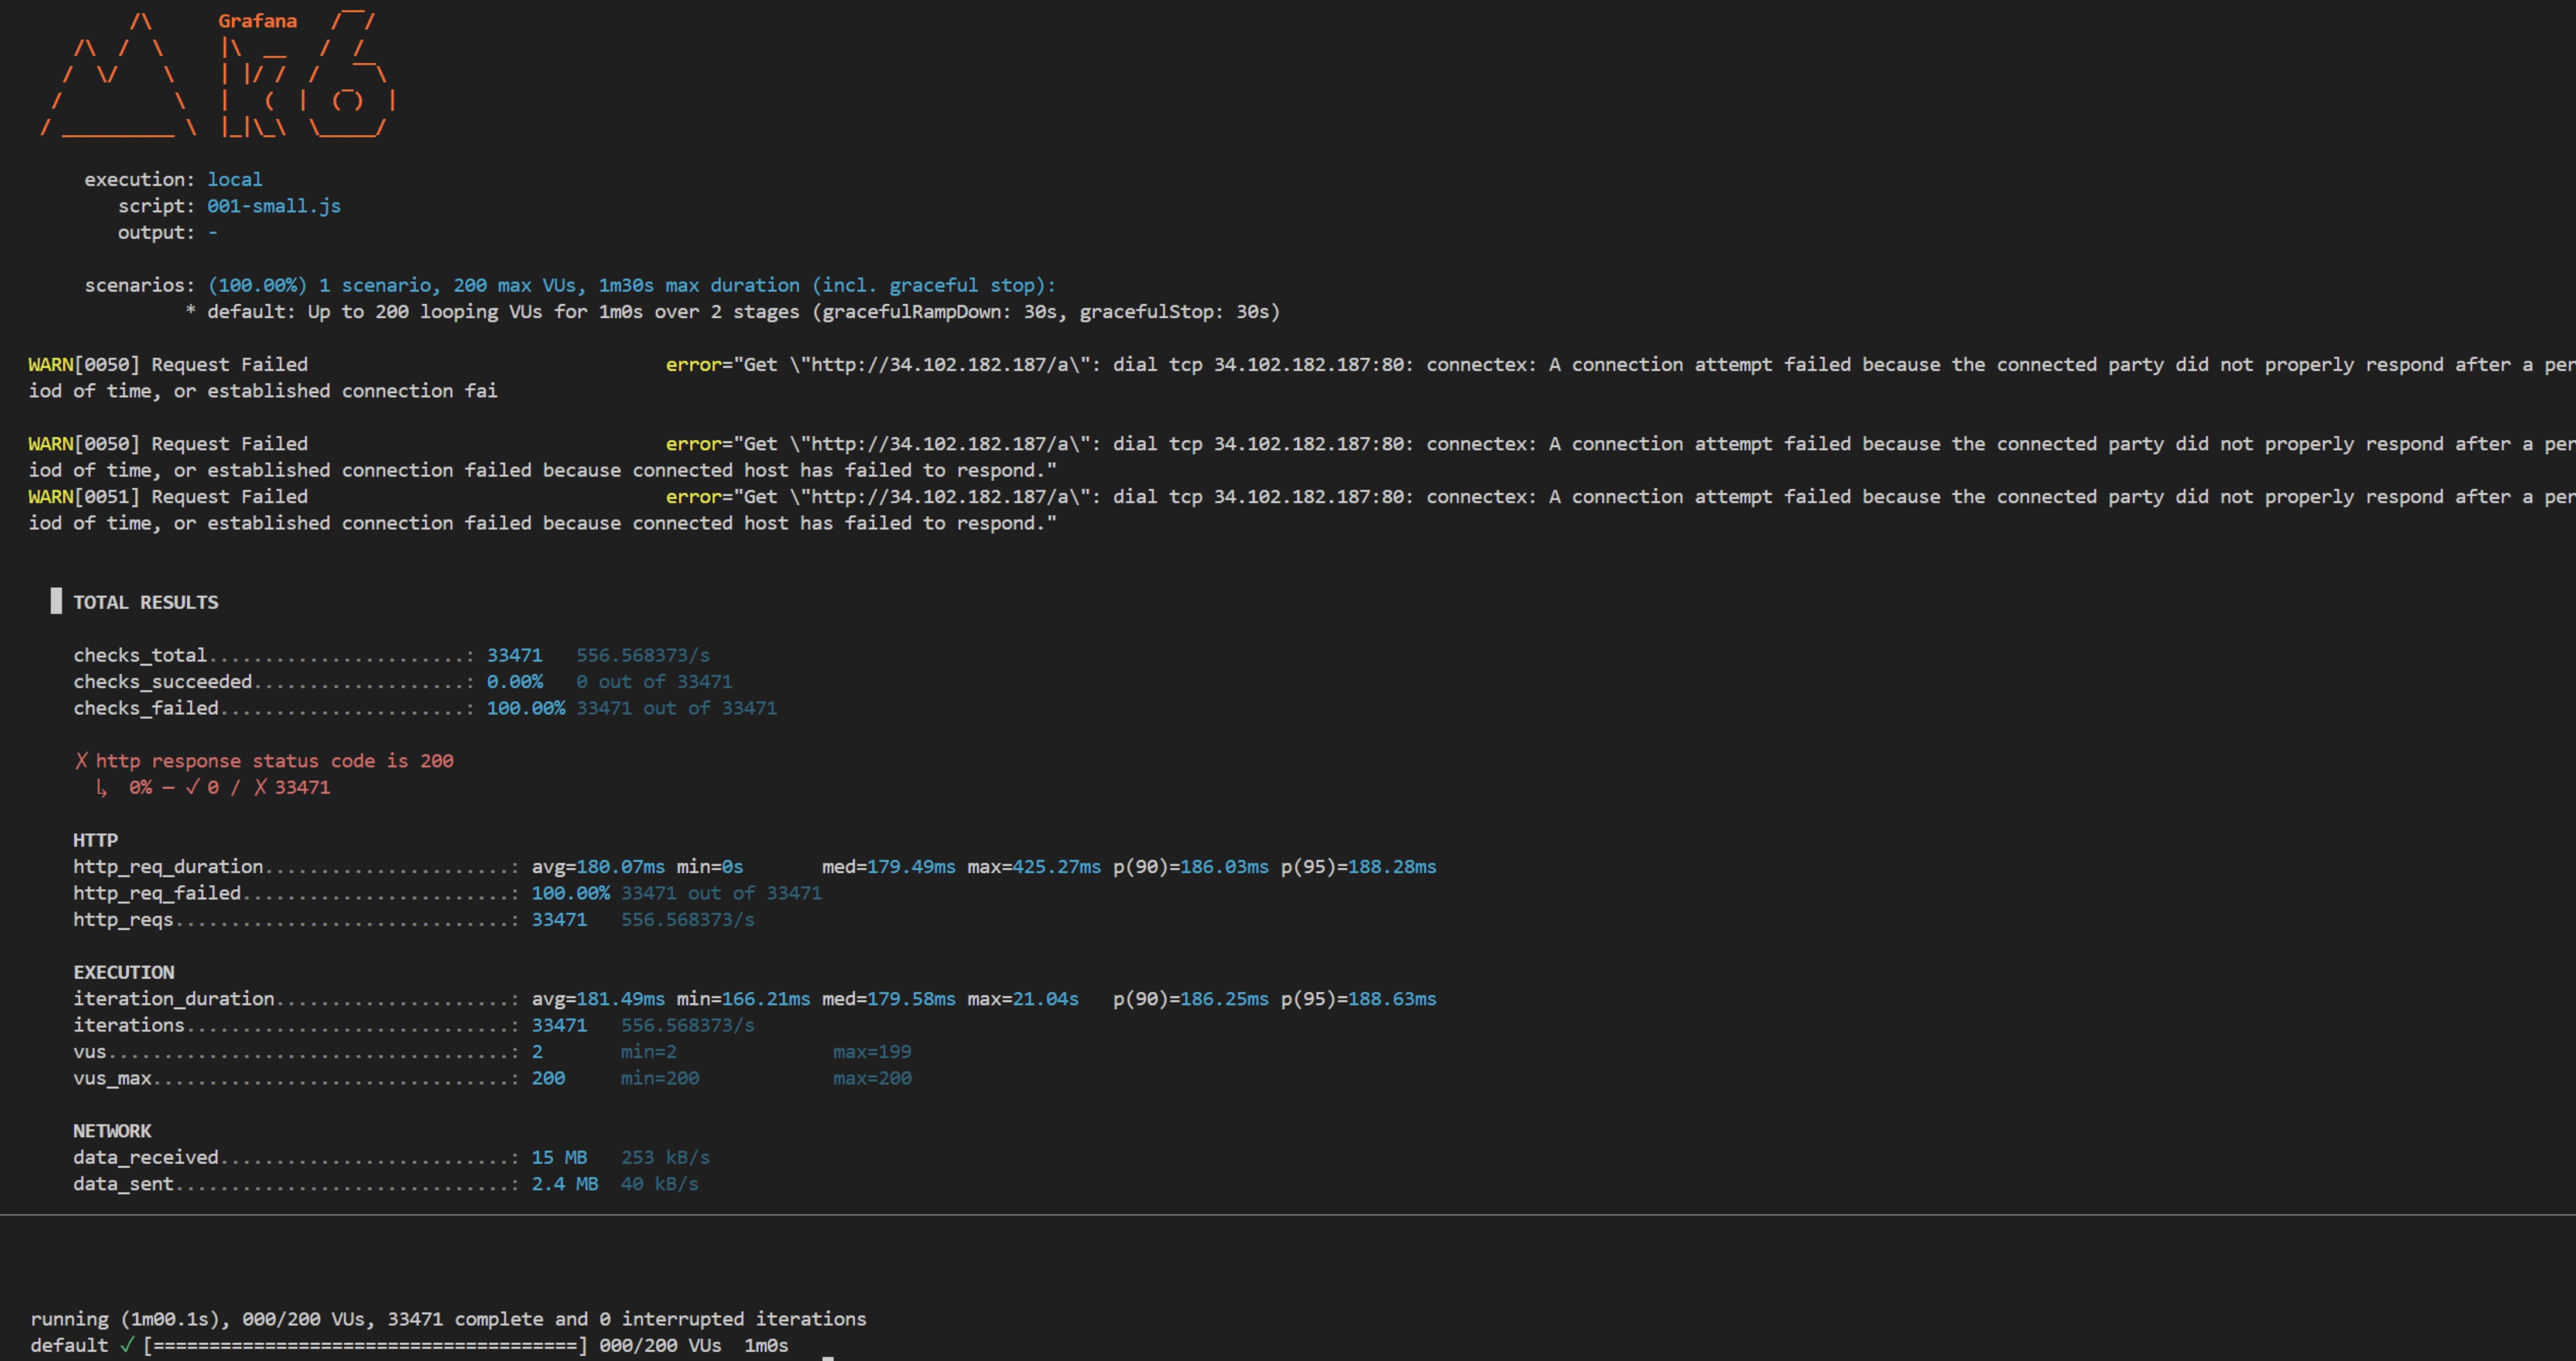 Grafana
execution: local
script: 001-small.js
output: -
scenarios: (100.00%) 1 scenario, 200 max VUs, 1m30s max duration (incl. graceful stop):
* default: Up to 200 looping VUs for 1m0s over 2 stages (gracefulRampDown: 30s, gracefulStop: 30s)
WARN[0050] Request Failed error="Get \"http://34.102.182.187/a\": dial tcp 34.102.182.187:80: connectex: A connection attempt failed because the connected party did not properly respond after a per
iod of time, or established connection fai
WARN[0050] Request Failed error="Get \"http://34.102.182.187/a\": dial tcp 34.102.182.187:80: connectex: A connection attempt failed because the connected party did not properly respond after a per
iod of time, or established connection failed because connected host has failed to respond."
WARN[0051] Request Failed error="Get \"http://34.102.182.187/a\": dial tcp 34.102.182.187:80: connectex: A connection attempt failed because the connected party did not properly respond after a per
iod of time, or established connection failed because connected host has failed to respond."
█ TOTAL RESULTS
checks_total.......................: 33471 556.568373/s
checks_succeeded...................: 0.00% 0 out of 33471
checks_failed......................: 100.00% 33471 out of 33471
✗ http response status code is 200
↳ 0% — ✓ 0 / ✗ 33471
HTTP
http_req_duration......................: avg=180.07ms min=0s med=179.49ms max=425.27ms p(90)=186.03ms p(95)=188.28ms
http_req_failed........................: 100.00% 33471 out of 33471
http_reqs..............................: 33471 556.568373/s
EXECUTION
iteration_duration.....................: avg=181.49ms min=166.21ms med=179.58ms max=21.04s p(90)=186.25ms p(95)=188.63ms
iterations.............................: 33471 556.568373/s
vus....................................: 2 min=2 max=199
vus_max................................: 200 min=200 max=200
NETWORK
data_received..........................: 15 MB 253 kB/s
data_sent..............................: 2.4 MB 40 kB/s
running (1m00.1s), 000/200 VUs, 33471 complete and 0 interrupted iterations
default ✓ [======================================] 000/200 VUs 1m0s